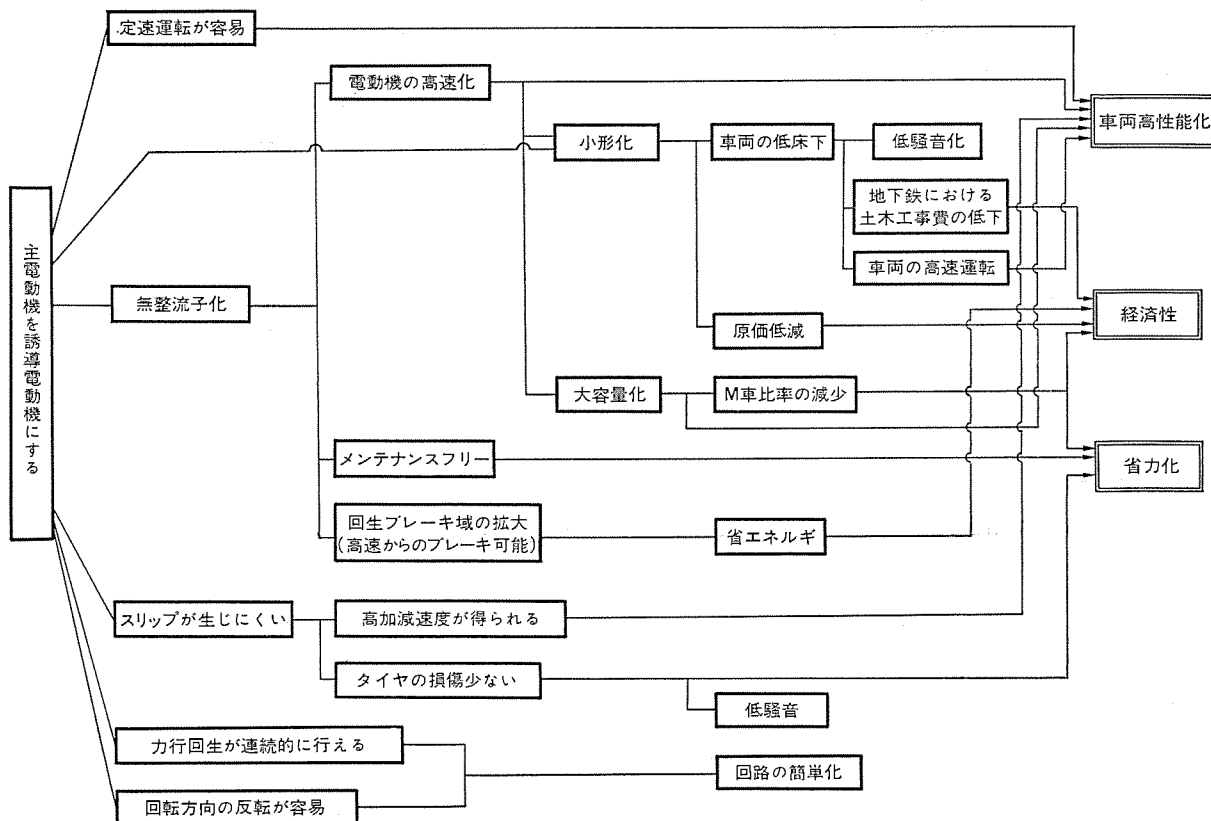 定速運転が容易
電動機の高速化
車両高性能化
小形化
車両の低床下
低騒音化
地下鉄における
土木工事費の低下
車両の高速運転
主電動機を誘導電動機にする
無整流子化
経済性
原価低減
大容量化
M車比率の減少
メンテナンスフリー
省力化
回生ブレーキ域の拡大
(高速からのブレーキ可能)
省エネルギ
スリップが生じにくい
高加減速度が得られる
タイヤの損傷少ない
低騒音
力行回生が連続的に行える
回路の簡単化
回転方向の反転が容易